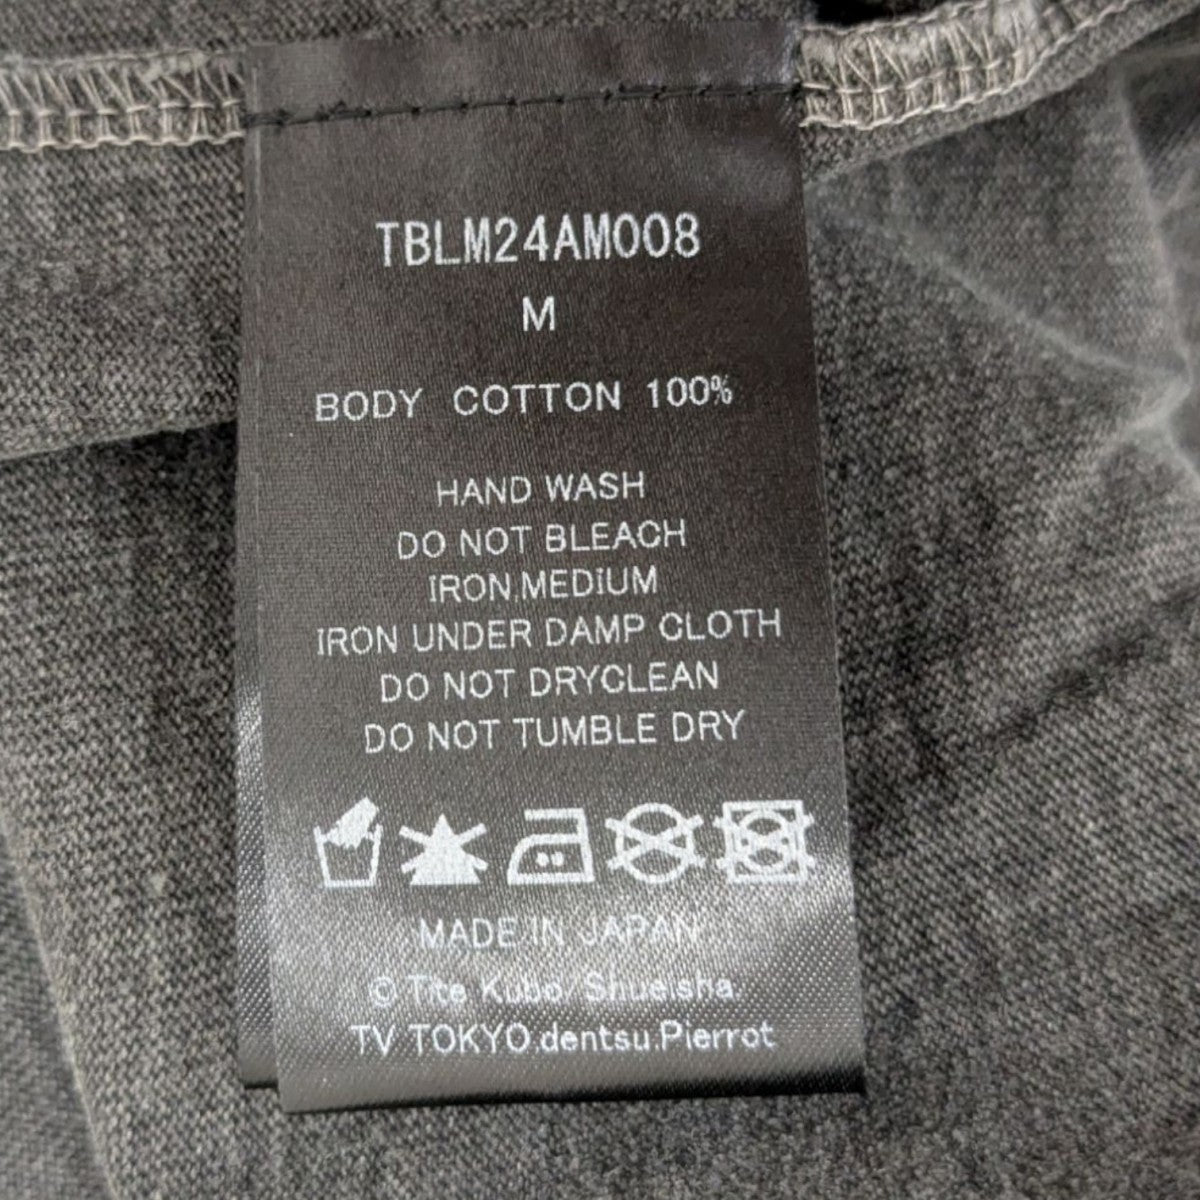 TBLM24AM008
M
BODY COTTON 100%
HAND WASH
DO NOT BLEACH
IRON,MEDIUM
IRON UNDER DAMP CLOTH
DO NOT DRYCLEAN
DO NOT TUMBLE DRY
MADE IN JAPAN
© Tite Kubo/Shueisha,
TV TOKYO,dentsu,Pierrot